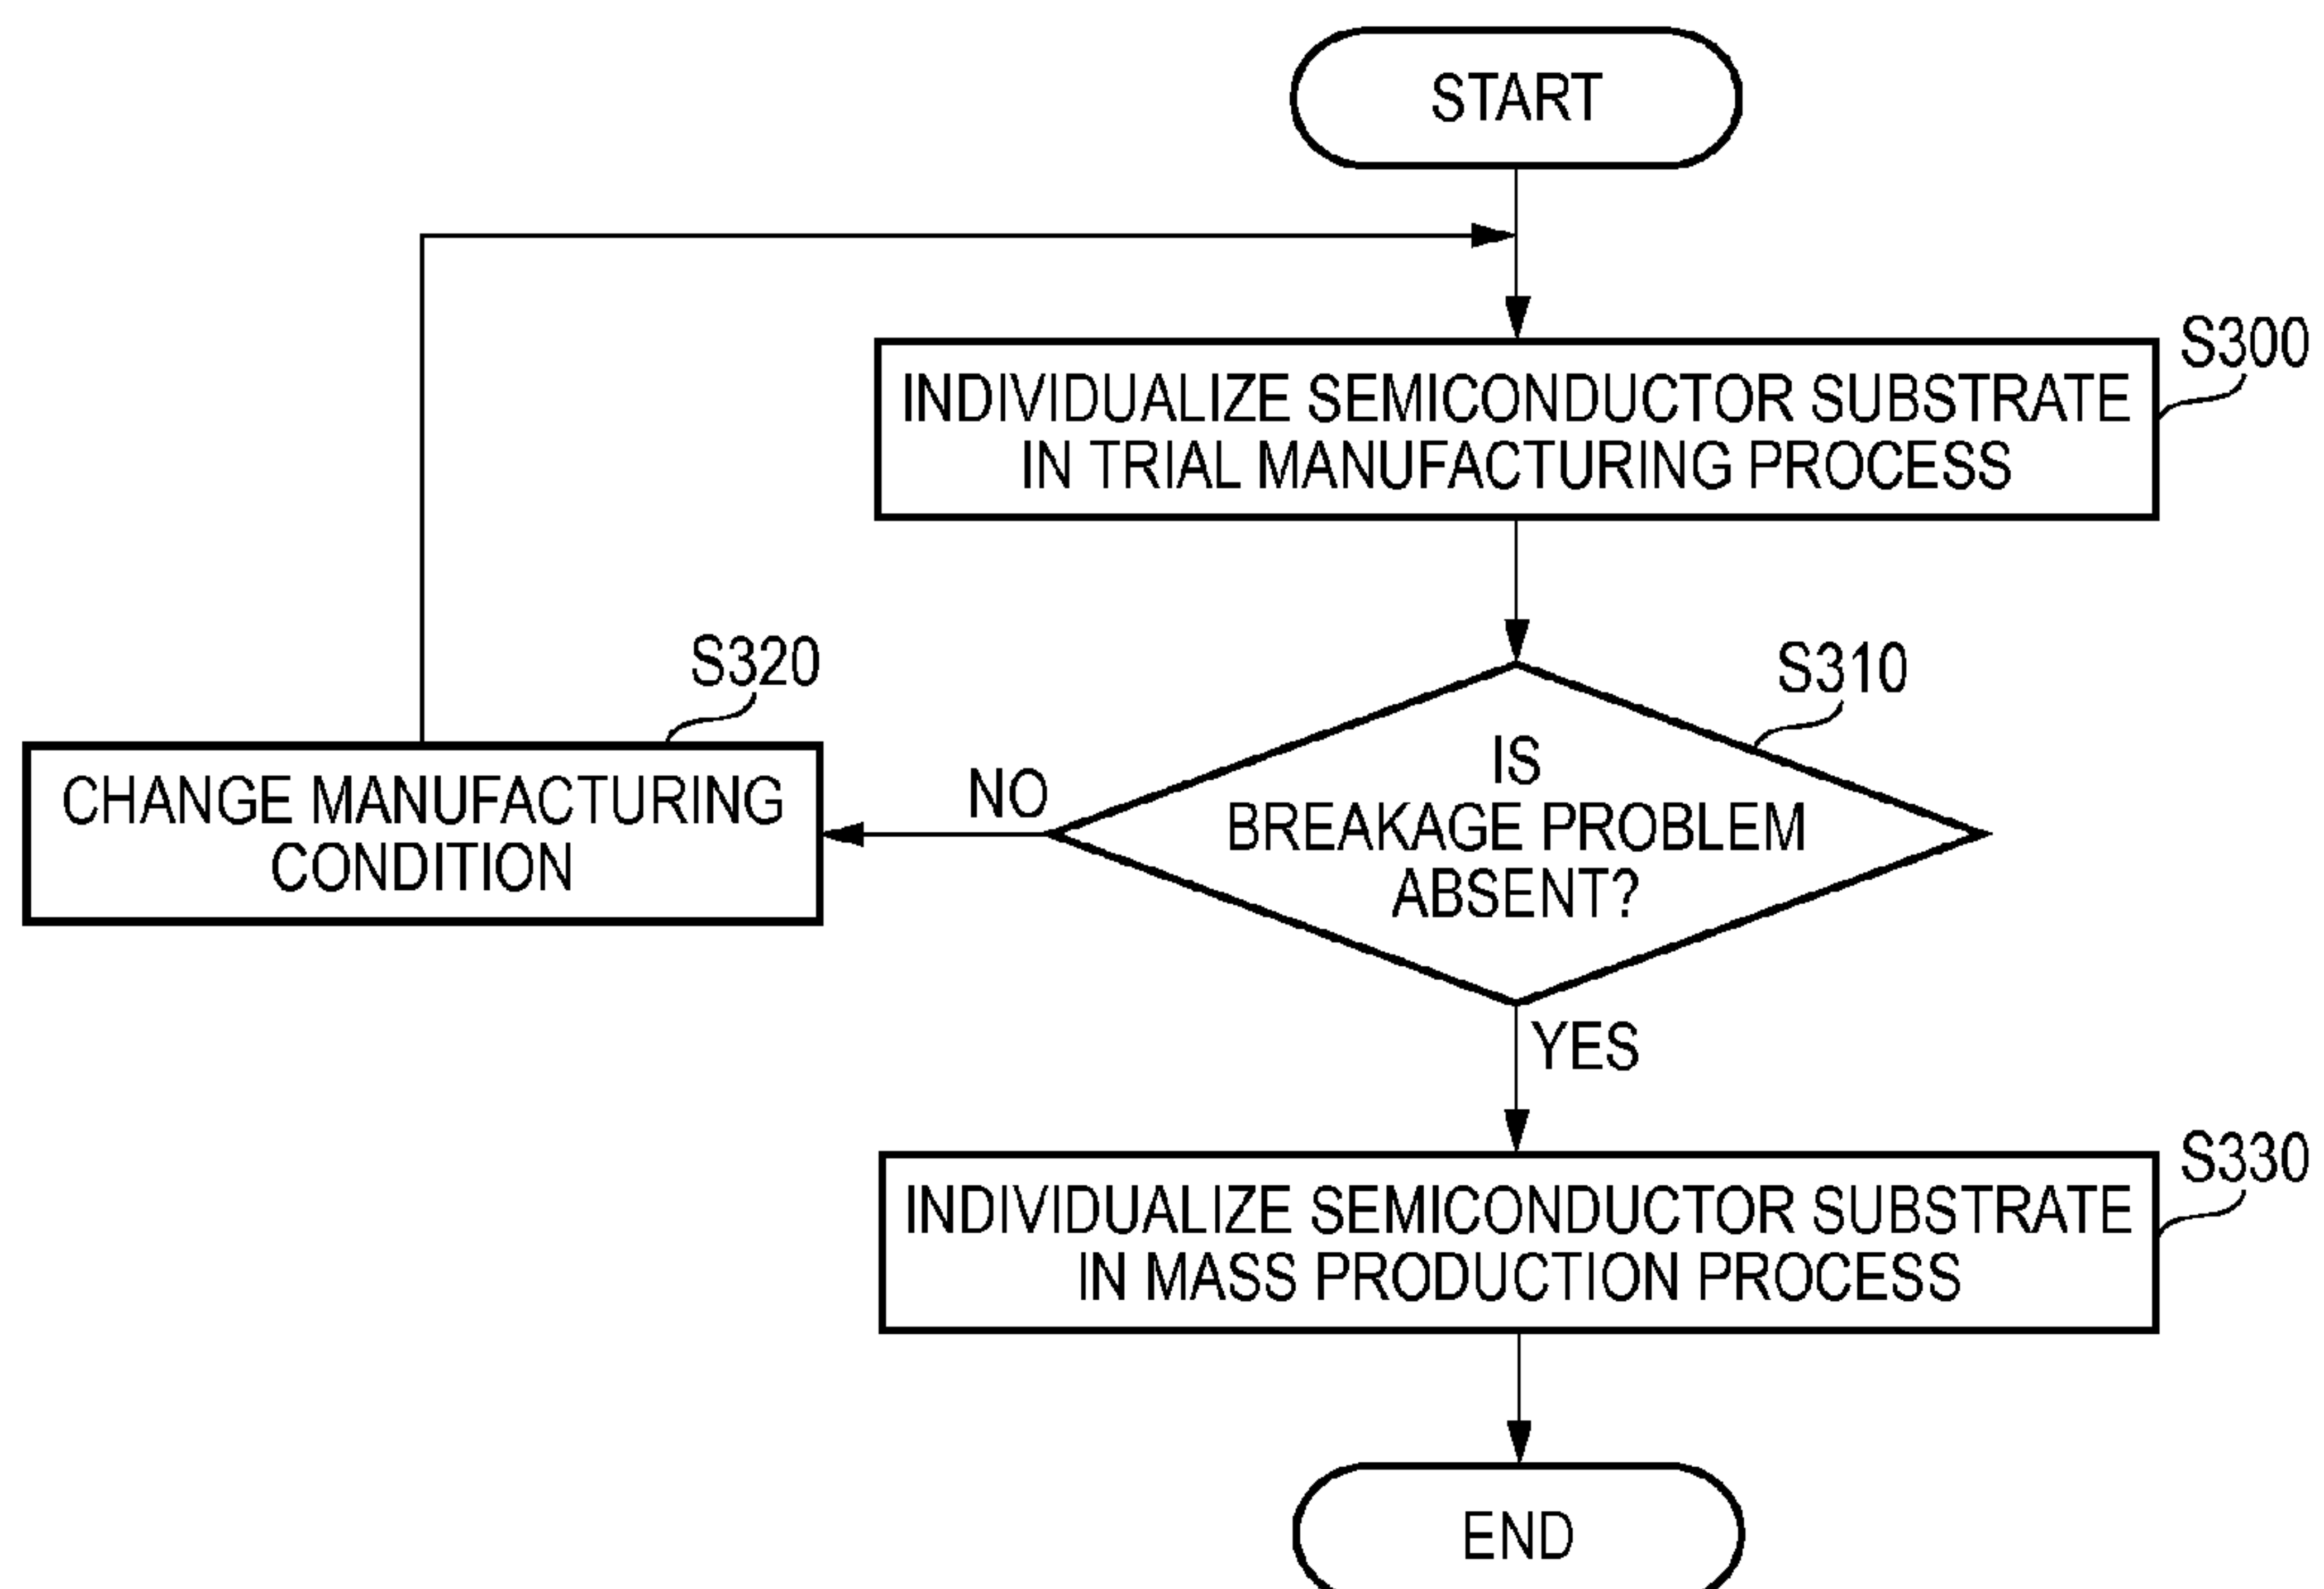 START
INDIVIDUALIZE SEMICONDUCTOR SUBSTRATE
IN TRIAL MANUFACTURING PROCESS
S300
S320
S310
CHANGE MANUFACTURING
CONDITION
NO
IS
BREAKAGE PROBLEM
ABSENT?
YES
INDIVIDUALIZE SEMICONDUCTOR SUBSTRATE
IN MASS PRODUCTION PROCESS
S330
END